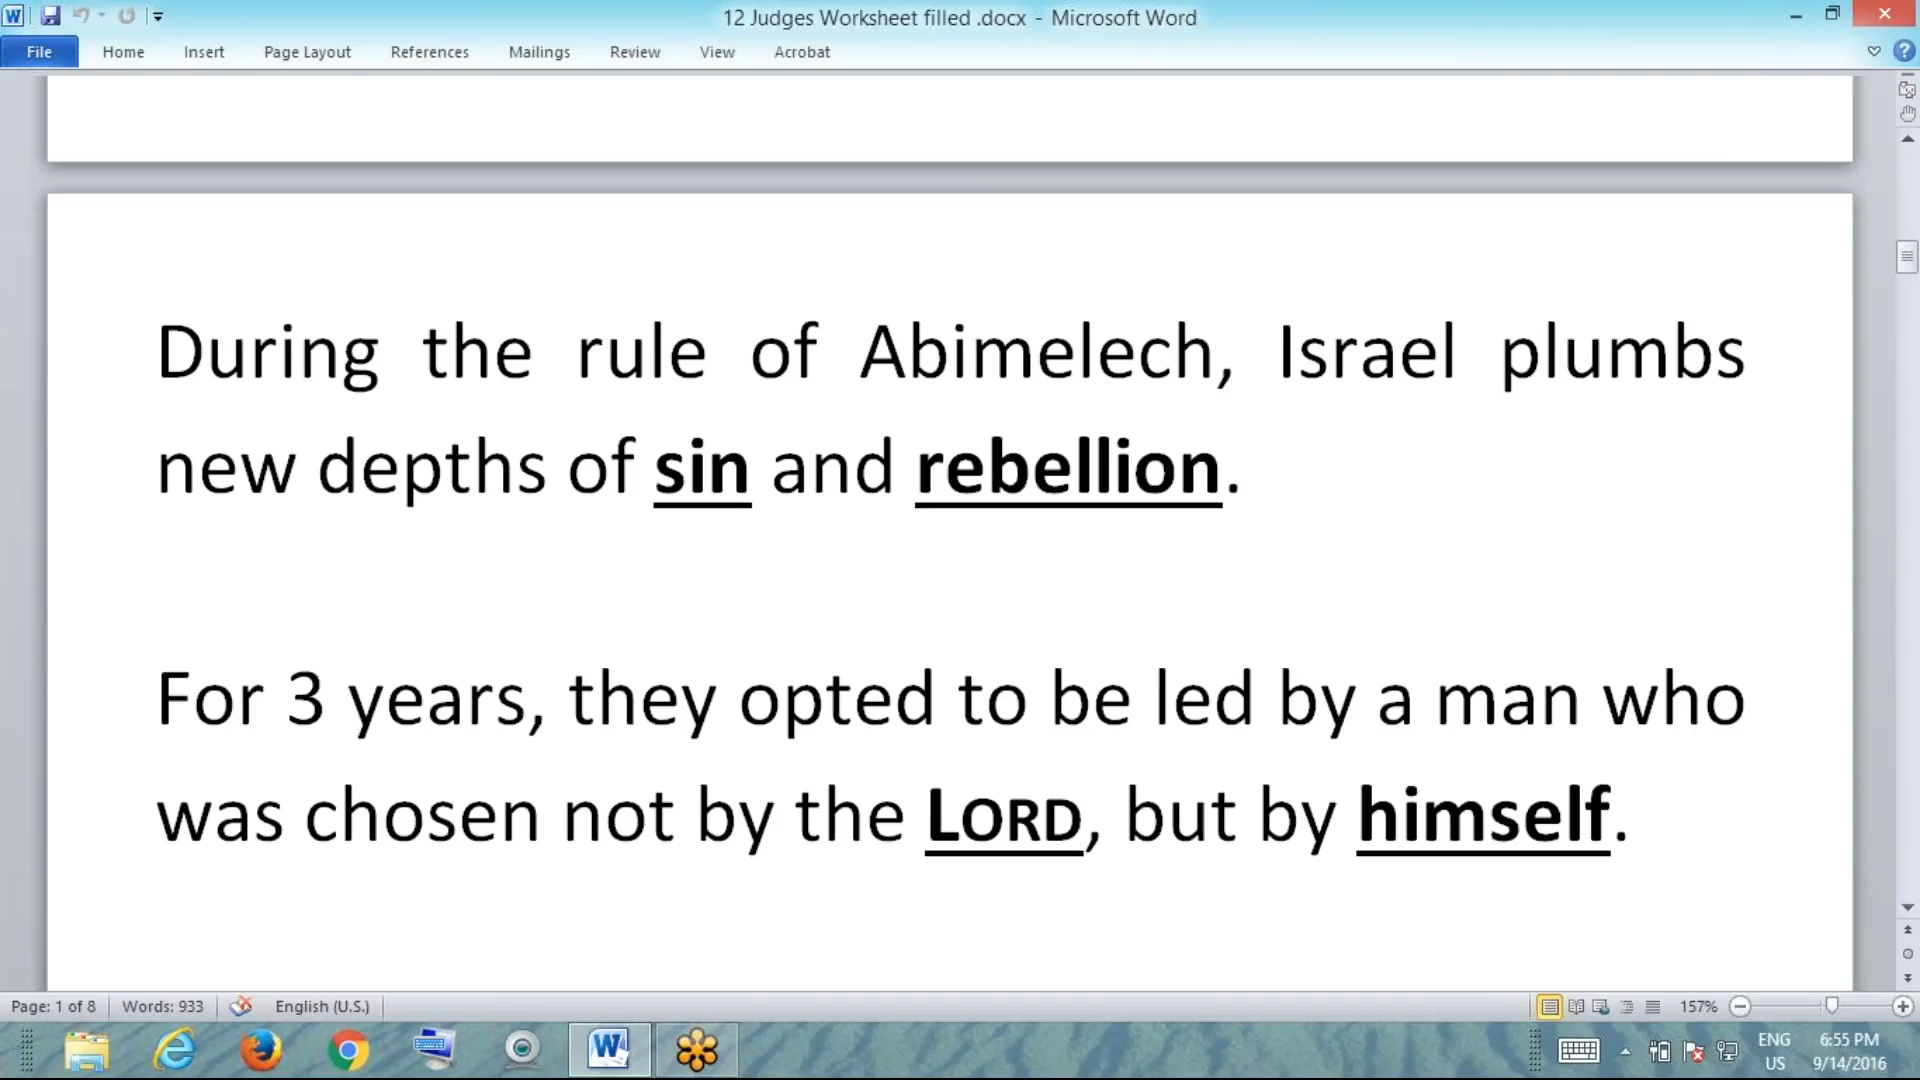 12 Judges Worksheet filled .docx - Microsoft Word
File Home Insert Page Layout References Mailings Review View Acrobat
During the rule of Abimelech, Israel plumbs
new depths of sin and rebellion.
For 3 years, they opted to be led by a man who
was chosen not by the LORD, but by himself.
Page: 1 of 8 Words: 933 English (U.S.) 157%
ENG 6:55 PM
US 9/14/2016